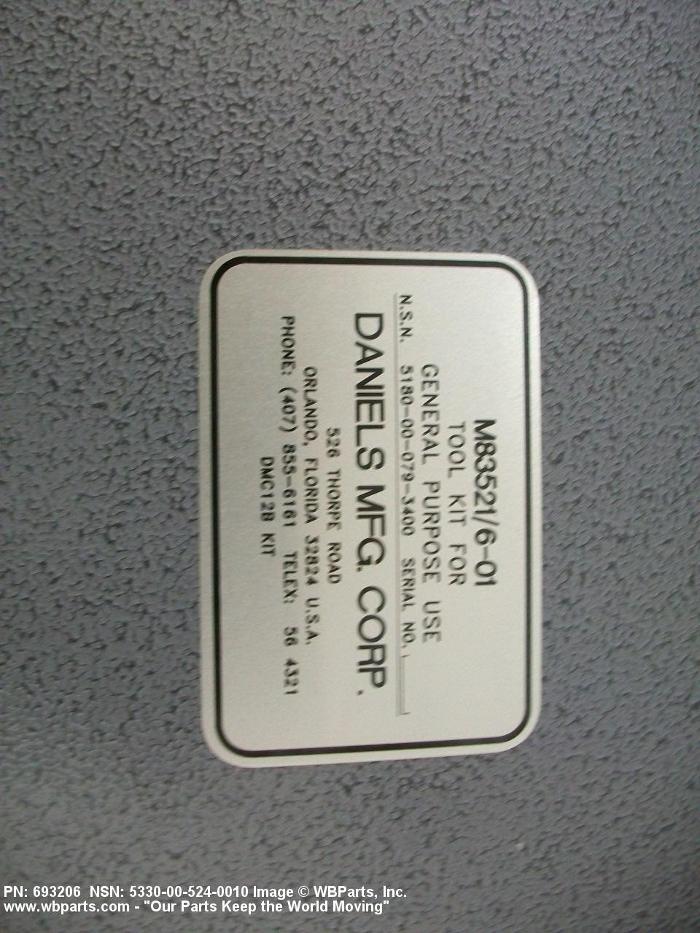 M83521/6-01
TOOL KIT FOR
GENERAL PURPOSE USE
N.S.N. 5180-00-079-3400 SERIAL NO.
DANIELS MFG. CORP.
526 THORPE ROAD
ORLANDO, FLORIDA 32824 U.S.A.
PHONE: (407) 855-6161 TELEX: 56 4321
DMC128 KIT
PN: 693206 NSN: 5330-00-524-0010 Image © WBParts, Inc.
www.wbparts.com - "Our Parts Keep the World Moving"